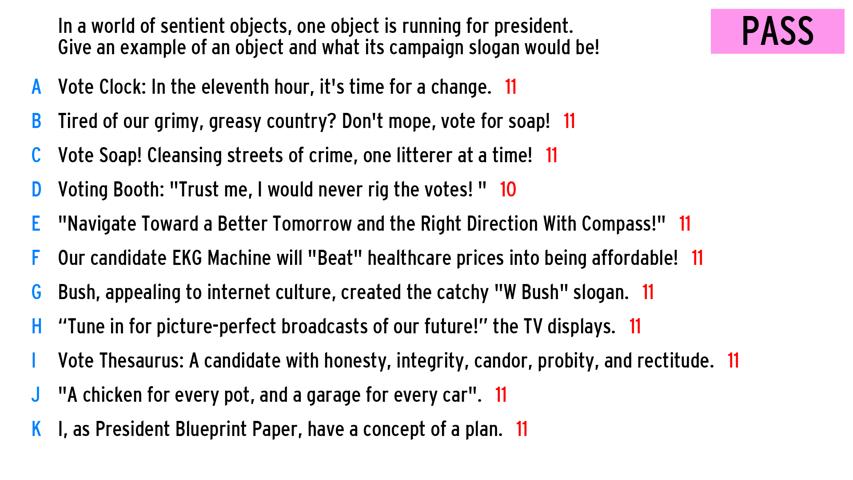 In a world of sentient objects, one object is running for president.
Give an example of an object and what its campaign slogan would be!
PASS
A Vote Clock: In the eleventh hour, it's time for a change. 11
B Tired of our grimy, greasy country? Don't mope, vote for soap! 11
C Vote Soap! Cleansing streets of crime, one litterer at a time! 11
D Voting Booth: "Trust me, I would never rig the votes! " 10
E "Navigate Toward a Better Tomorrow and the Right Direction With Compass!" 11
F Our candidate EKG Machine will "Beat" healthcare prices into being affordable! 11
G Bush, appealing to internet culture, created the catchy "W Bush" slogan. 11
H “Tune in for picture-perfect broadcasts of our future!” the TV displays. 11
I Vote Thesaurus: A candidate with honesty, integrity, candor, probity, and rectitude. 11
J "A chicken for every pot, and a garage for every car". 11
K I, as President Blueprint Paper, have a concept of a plan. 11